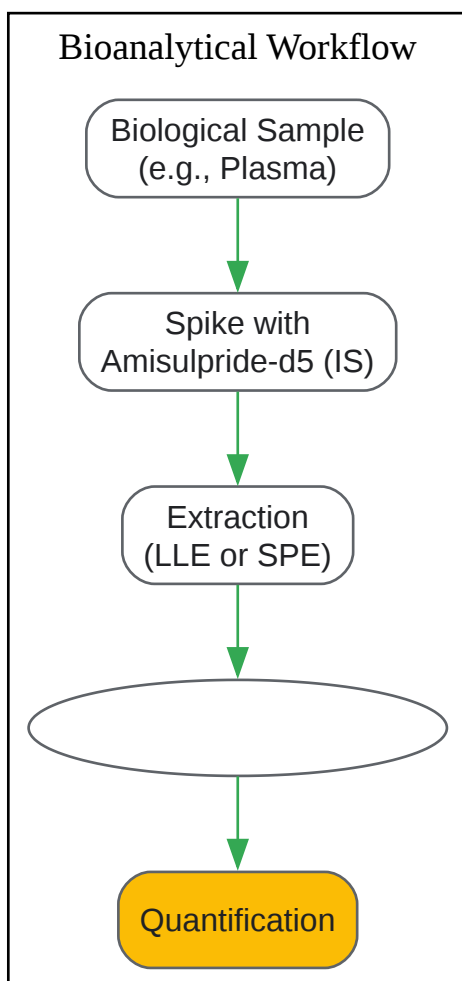 Bioanalytical Workflow
Biological Sample
(e.g., Plasma)
Spike with
Amisulpride-d5 (IS)
Extraction
(LLE or SPE)
Quantification